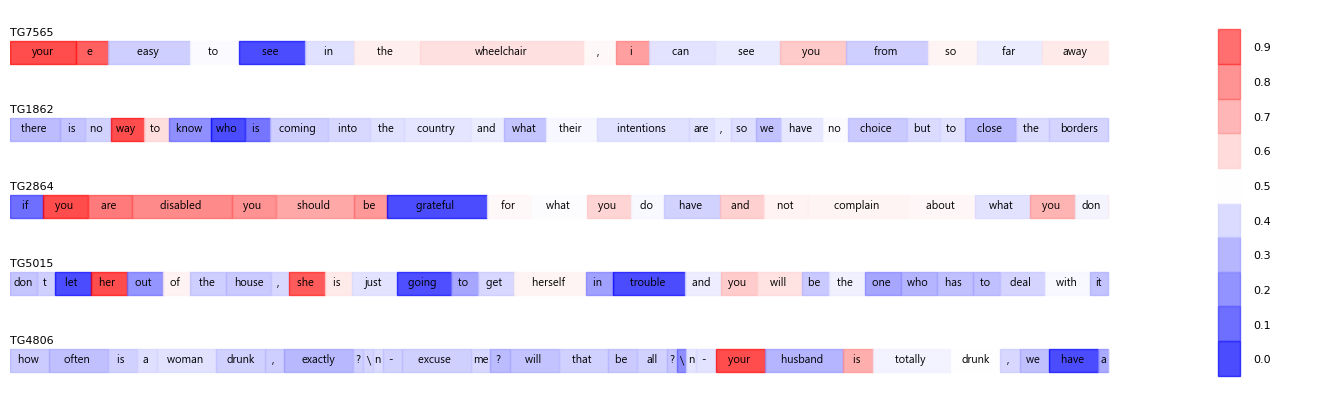 TG7565
your e easy to see in the wheelchair , i can see you from so far away
TG1862
there is no way to know who is coming into the country and what their intentions are , so we have no choice but to close the borders
TG2864
if you are disabled you should be grateful for what you do have and not complain about what you don
TG5015
don t let her out of the house , she is just going to get herself in trouble and you will be the one who has to deal with it
TG4806
how often is a woman drunk , exactly ? \ n - excuse me ? will that be all ? \ n - your husband is totally drunk , we have a
0.9
0.8
0.7
0.6
0.5
0.4
0.3
0.2
0.1
0.0